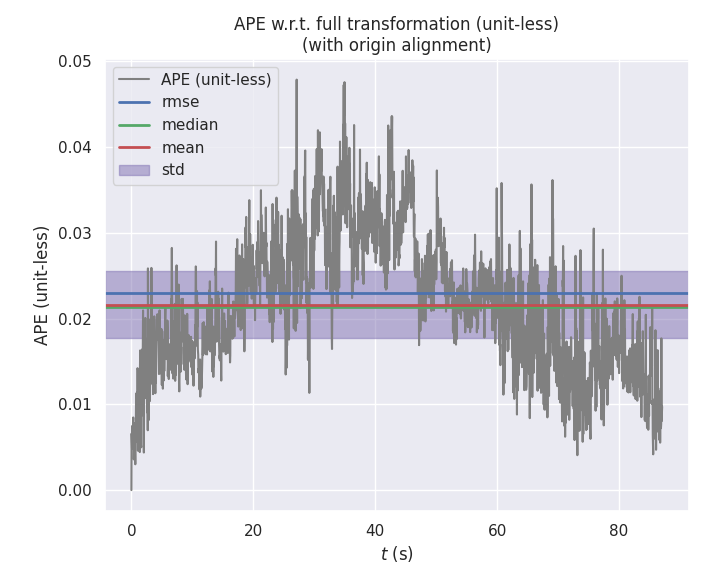 APE w.r.t. full transformation (unit-less)
(with origin alignment)
APE (unit-less)
rmse
median
mean
std
APE (unit-less)
0.05
0.04
0.03
0.02
0.01
0.00
0
20
40
60
80
t (s)